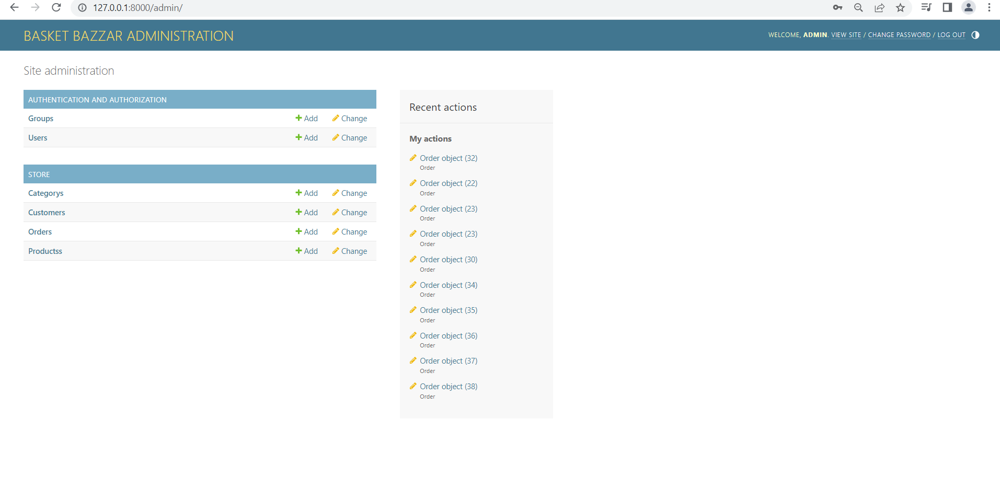 127.0.0.1:8000/admin/
BASKET BAZZAR ADMINISTRATION
WELCOME, ADMIN. VIEW SITE / CHANGE PASSWORD / LOG OUT
Site administration
AUTHENTICATION AND AUTHORIZATION
Groups Add Change
Users Add Change
STORE
Categorys Add Change
Customers Add Change
Orders Add Change
Productss Add Change
Recent actions
My actions
Order object (32)
Order
Order object (22)
Order
Order object (23)
Order
Order object (23)
Order
Order object (30)
Order
Order object (34)
Order
Order object (35)
Order
Order object (36)
Order
Order object (37)
Order
Order object (38)
Order